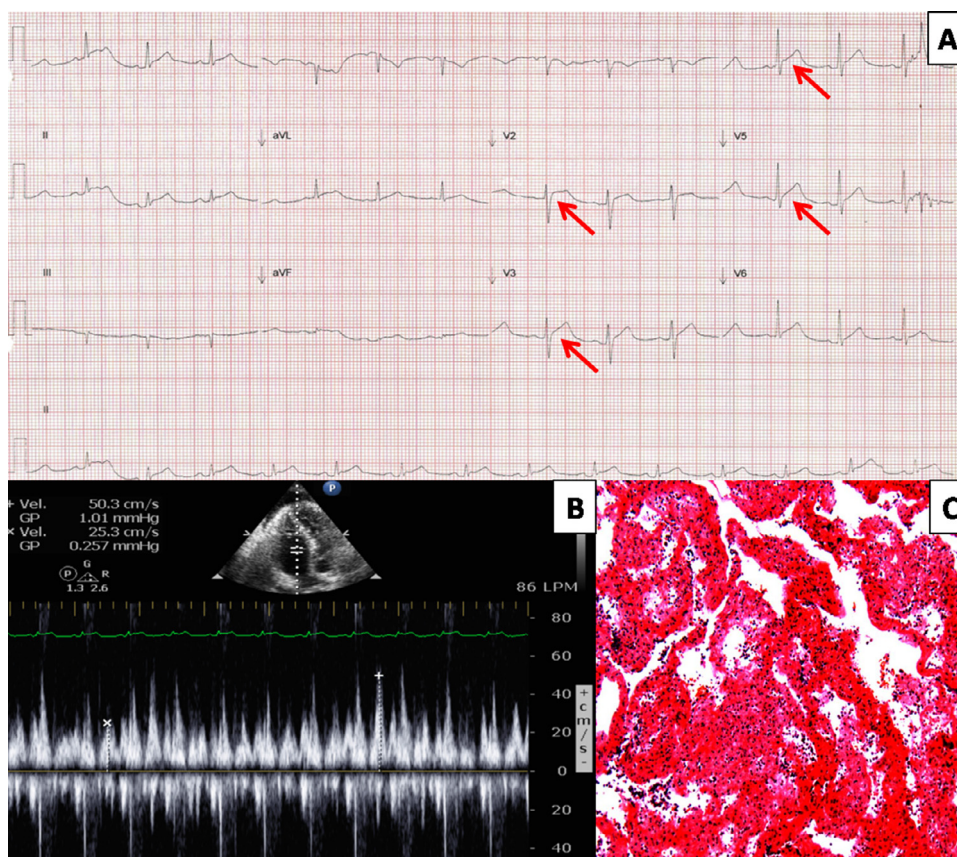 A
II
aVL
V2
V5
III
aVF
V3
V6
II
B
C
P
+ Vel. 50.3 cm/s
GP 1.01 mmHg
× Vel. 25.3 cm/s
GP 0.257 mmHg
G
P R
1.3 2.6
86 LPM
80
60
40
20
0
20
40
+
cm/s
-